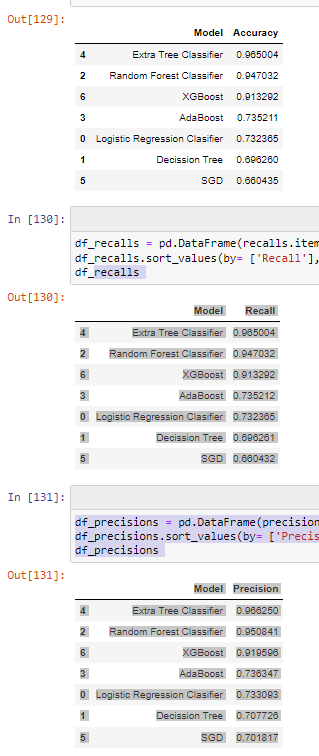 Out[129]:
Model Accuracy
4 Extra Tree Classifier 0.965004
2 Random Forest Classifier 0.947032
6 XGBoost 0.913292
3 AdaBoost 0.735211
0 Logistic Regression Clasifier 0.732365
1 Decission Tree 0.696260
5 SGD 0.660435
In [130]:
df_recalls = pd.DataFrame(recalls.item
df_recalls.sort_values(by= ['Recall'],
df_recalls
Out[130]:
Model Recall
4 Extra Tree Classifier 0.965004
2 Random Forest Classifier 0.947032
6 XGBoost 0.913292
3 AdaBoost 0.735212
0 Logistic Regression Clasifier 0.732365
1 Decission Tree 0.696261
5 SGD 0.660432
In [131]:
df_precisions = pd.DataFrame(precision
df_precisions.sort_values(by= ['Precis
df_precisions
Out[131]:
Model Precision
4 Extra Tree Classifier 0.966250
2 Random Forest Classifier 0.950841
6 XGBoost 0.919596
3 AdaBoost 0.736347
0 Logistic Regression Clasifier 0.733093
1 Decission Tree 0.707726
5 SGD 0.701817